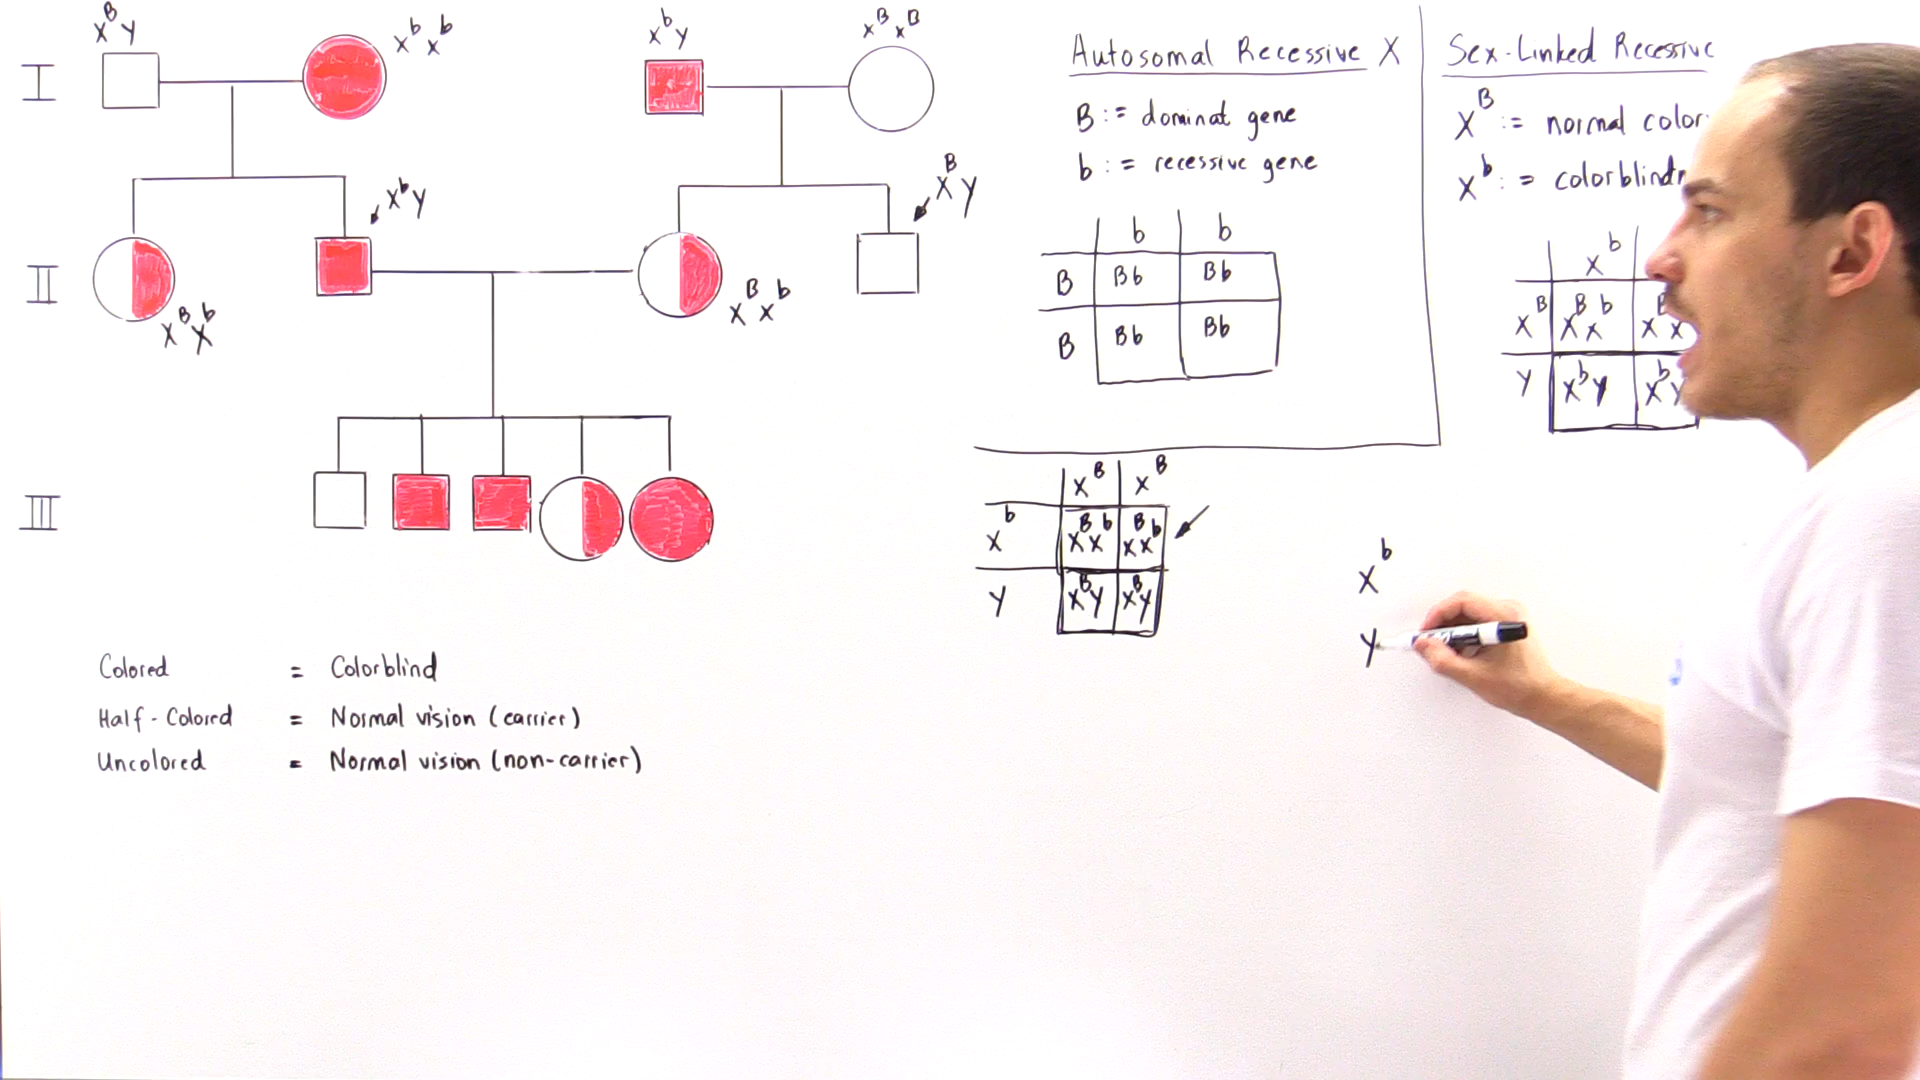 I
X^B Y
X^b X^b
X^b Y
X^B X^B
II
X^B X^b
X^b Y
X^B X^b
X^B Y
III
Colored = Colorblind
Half-Colored = Normal vision (carrier)
Uncolored = Normal vision (non-carrier)
Autosomal Recessive X
B := dominat gene
b := recessive gene
b b
B Bb Bb
B Bb Bb
Sex-Linked Recessive
X^B := normal color
X^b := colorblind
X^b
X^B X^B X^b X^B X
Y X^b Y X^b Y
X^B X^B
X^b X^B X^b X^B X^b
Y X^B Y X^B Y
X^b
Y